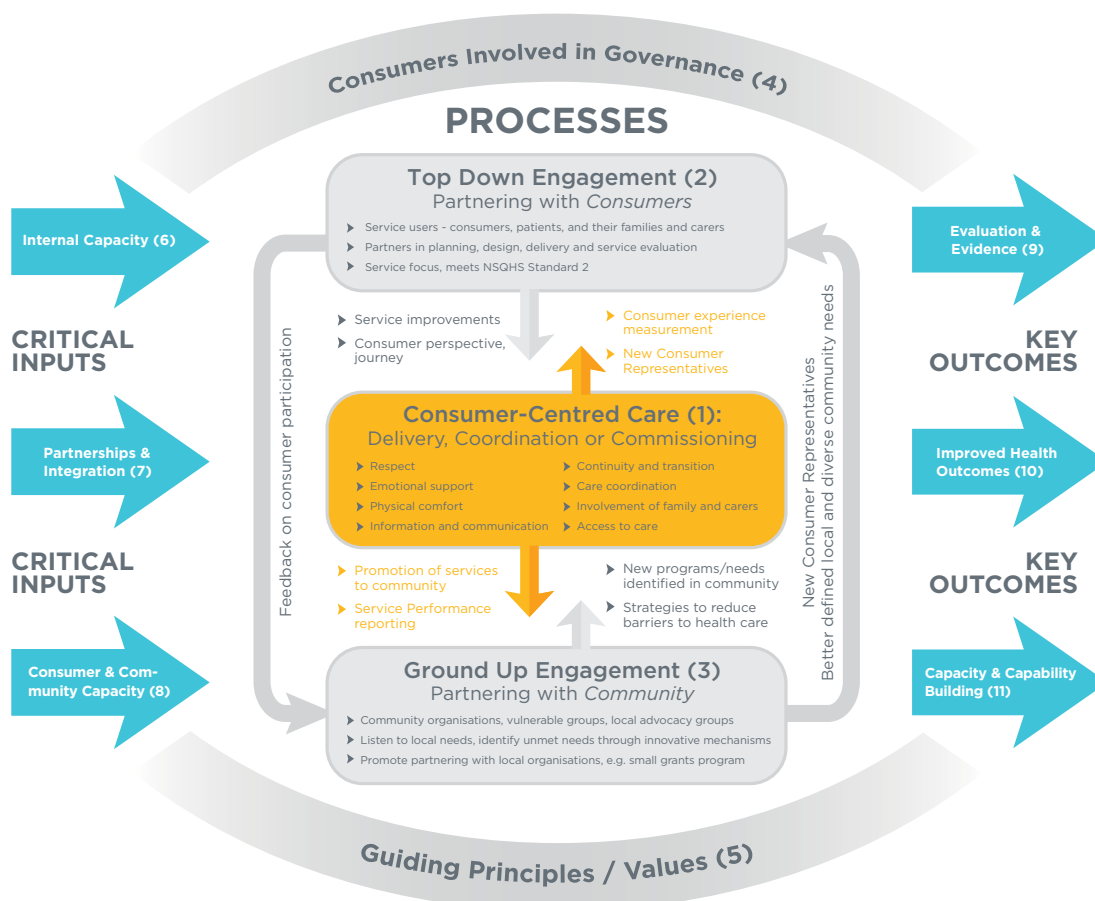 Consumers Involved in Governance (4)
PROCESSES
Top Down Engagement (2)
Partnering with Consumers
Service users - consumers, patients, and their families and carers
Partners in planning, design, delivery and service evaluation
Service focus, meets NSQHS Standard 2
Internal Capacity (6)
Evaluation &
Evidence (9)
Service improvements
Consumer perspective,
journey
Consumer experience
measurement
New Consumer
Representatives
CRITICAL
INPUTS
KEY
OUTCOMES
Feedback on consumer participation
New Consumer Representatives
Better defined local and diverse community needs
Consumer-Centred Care (1):
Delivery, Coordination or Commissioning
Respect
Emotional support
Physical comfort
Information and communication
Continuity and transition
Care coordination
Involvement of family and carers
Access to care
Partnerships &
Integration (7)
Improved Health
Outcomes (10)
CRITICAL
INPUTS
KEY
OUTCOMES
Promotion of services
to community
Service Performance
reporting
New programs/needs
identified in community
Strategies to reduce
barriers to health care
Consumer & Com-
munity Capacity (8)
Capacity & Capability
Building (11)
Ground Up Engagement (3)
Partnering with Community
Community organisations, vulnerable groups, local advocacy groups
Listen to local needs, identify unmet needs through innovative mechanisms
Promote partnering with local organisations, e.g. small grants program
Guiding Principles / Values (5)